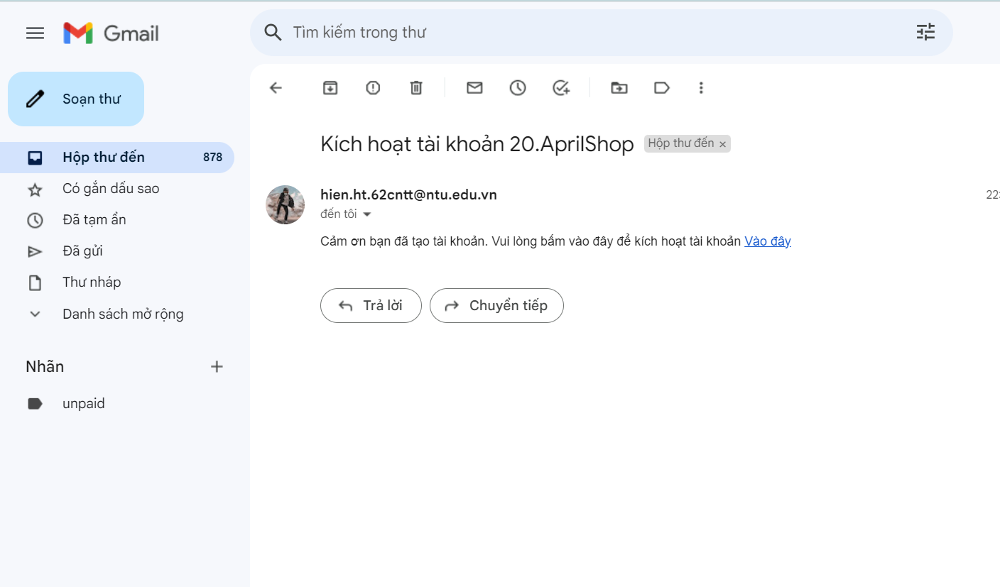 Gmail
Tìm kiếm trong thư
Soạn thư
Hộp thư đến 878
Có gắn dấu sao
Đã tạm ẩn
Đã gửi
Thư nháp
Danh sách mở rộng
Nhãn
unpaid
Kích hoạt tài khoản 20.AprilShop Hộp thư đến ×
hien.ht.62cntt@ntu.edu.vn 22:
đến tôi
Cảm ơn bạn đã tạo tài khoản. Vui lòng bấm vào đây để kích hoạt tài khoản Vào đây
Trả lời Chuyển tiếp